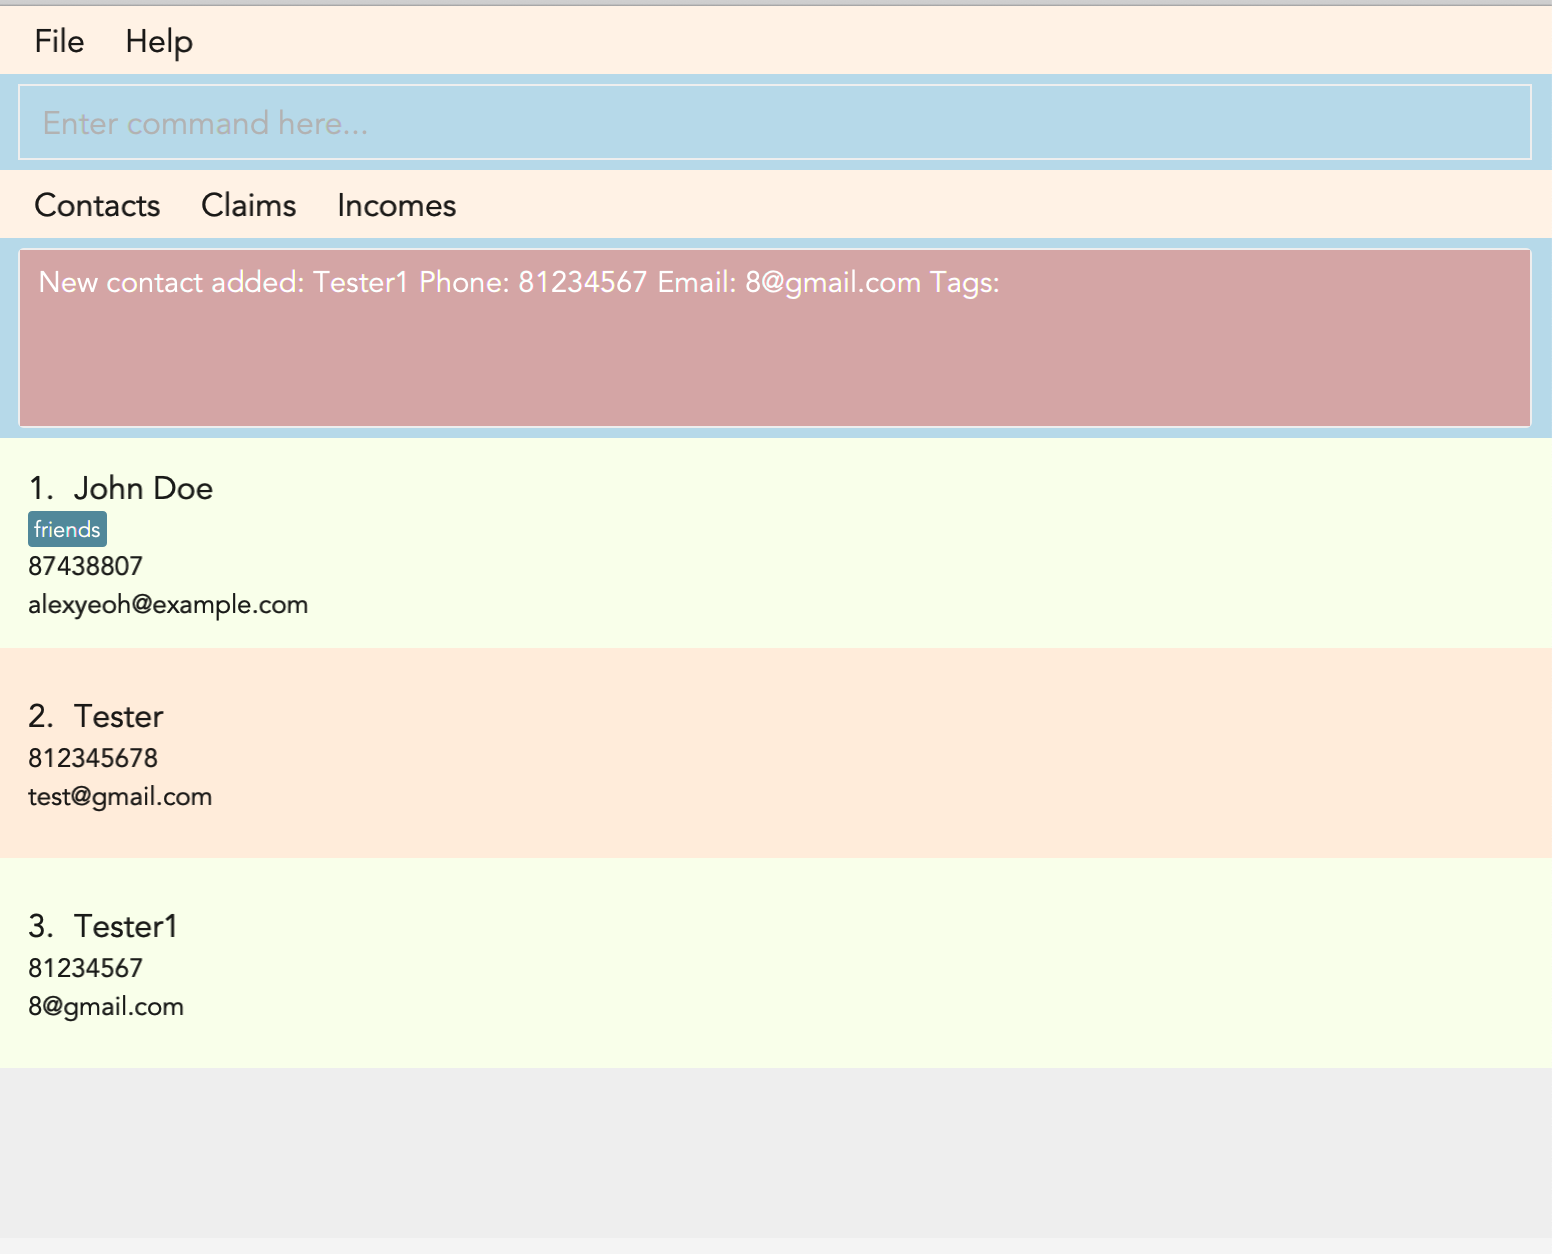 File Help
Enter command here...
Contacts Claims Incomes
New contact added: Tester1 Phone: 81234567 Email: 8@gmail.com Tags:
1. John Doe
friends
87438807
alexyeoh@example.com
2. Tester
812345678
test@gmail.com
3. Tester1
81234567
8@gmail.com